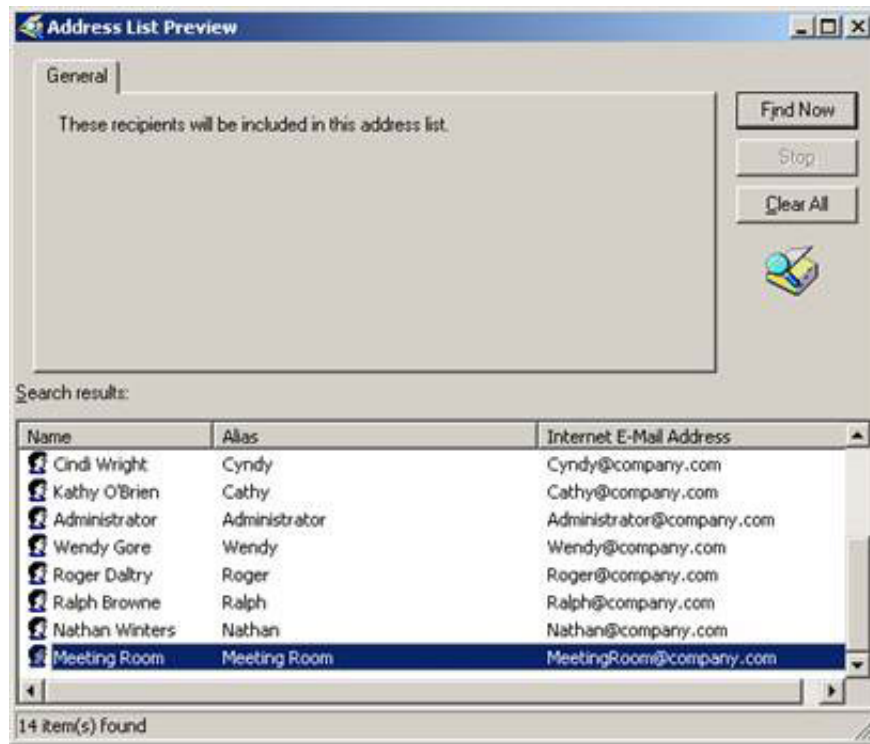 Address List Preview
General
These recipients will be included in this address list.
Find Now
Stop
Clear All
Search results:
Name Alias Internet E-Mail Address
Cindi Wright Cyndy Cyndy@company.com
Kathy O'Brien Cathy Cathy@company.com
Administrator Administrator Administrator@company.com
Wendy Gore Wendy Wendy@company.com
Roger Daltry Roger Roger@company.com
Ralph Browne Ralph Ralph@company.com
Nathan Winters Nathan Nathan@company.com
Meeting Room Meeting Room MeetingRoom@company.com
14 item(s) found